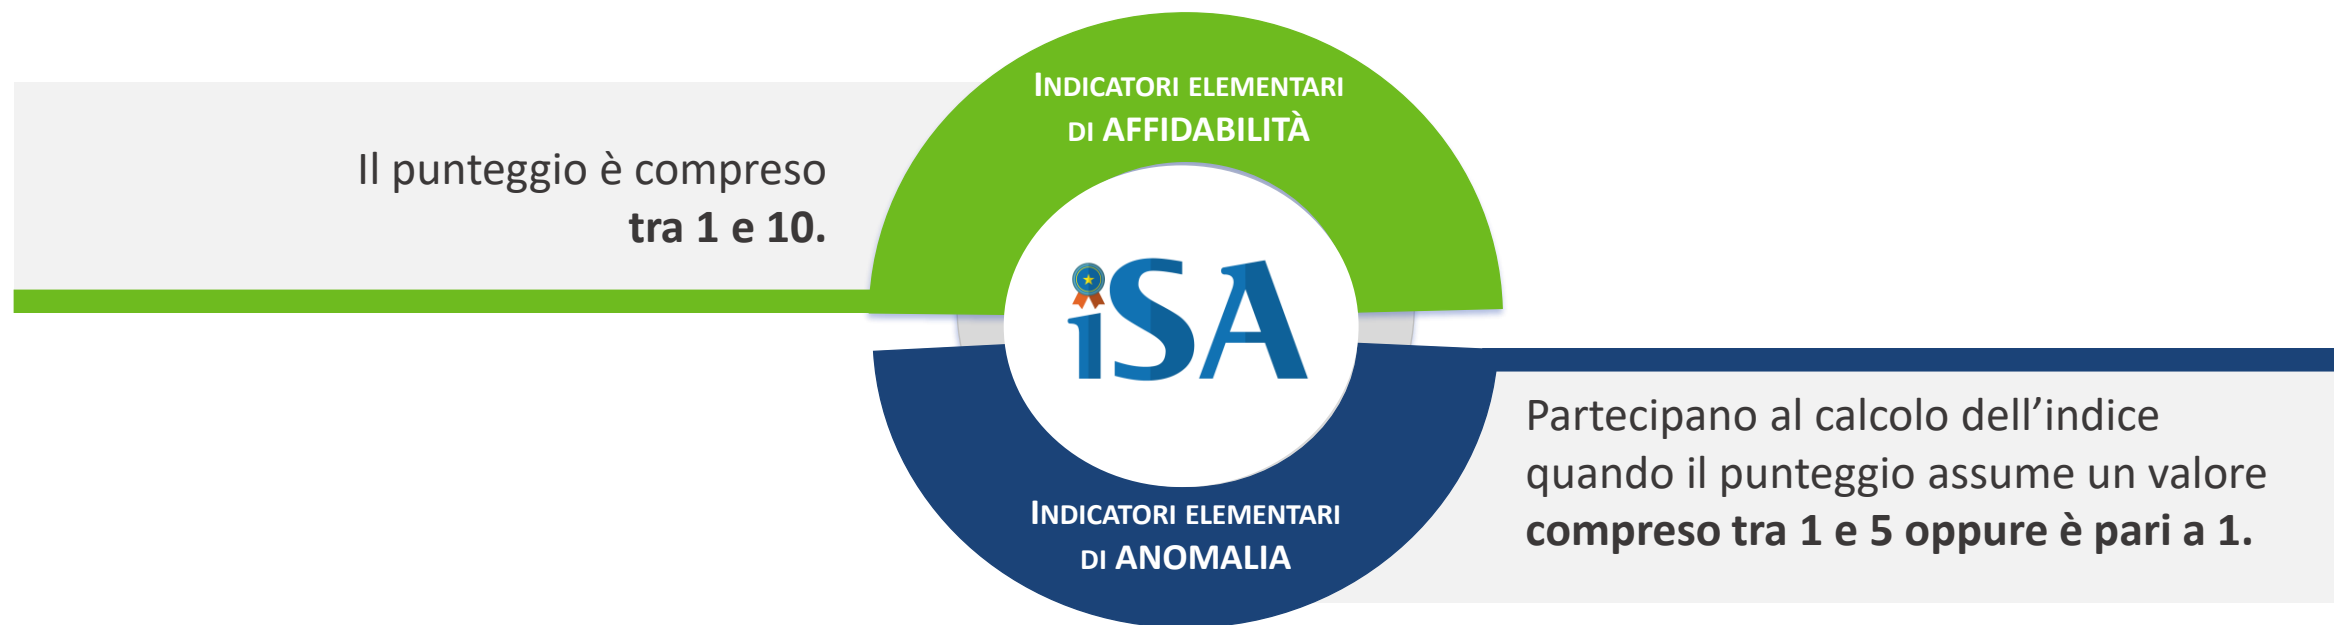 INDICATORI ELEMENTARI
DI AFFIDABILITÀ
Il punteggio è compreso
tra 1 e 10.
iSA
Partecipano al calcolo dell’indice
quando il punteggio assume un valore
compreso tra 1 e 5 oppure è pari a 1.
INDICATORI ELEMENTARI
DI ANOMALIA